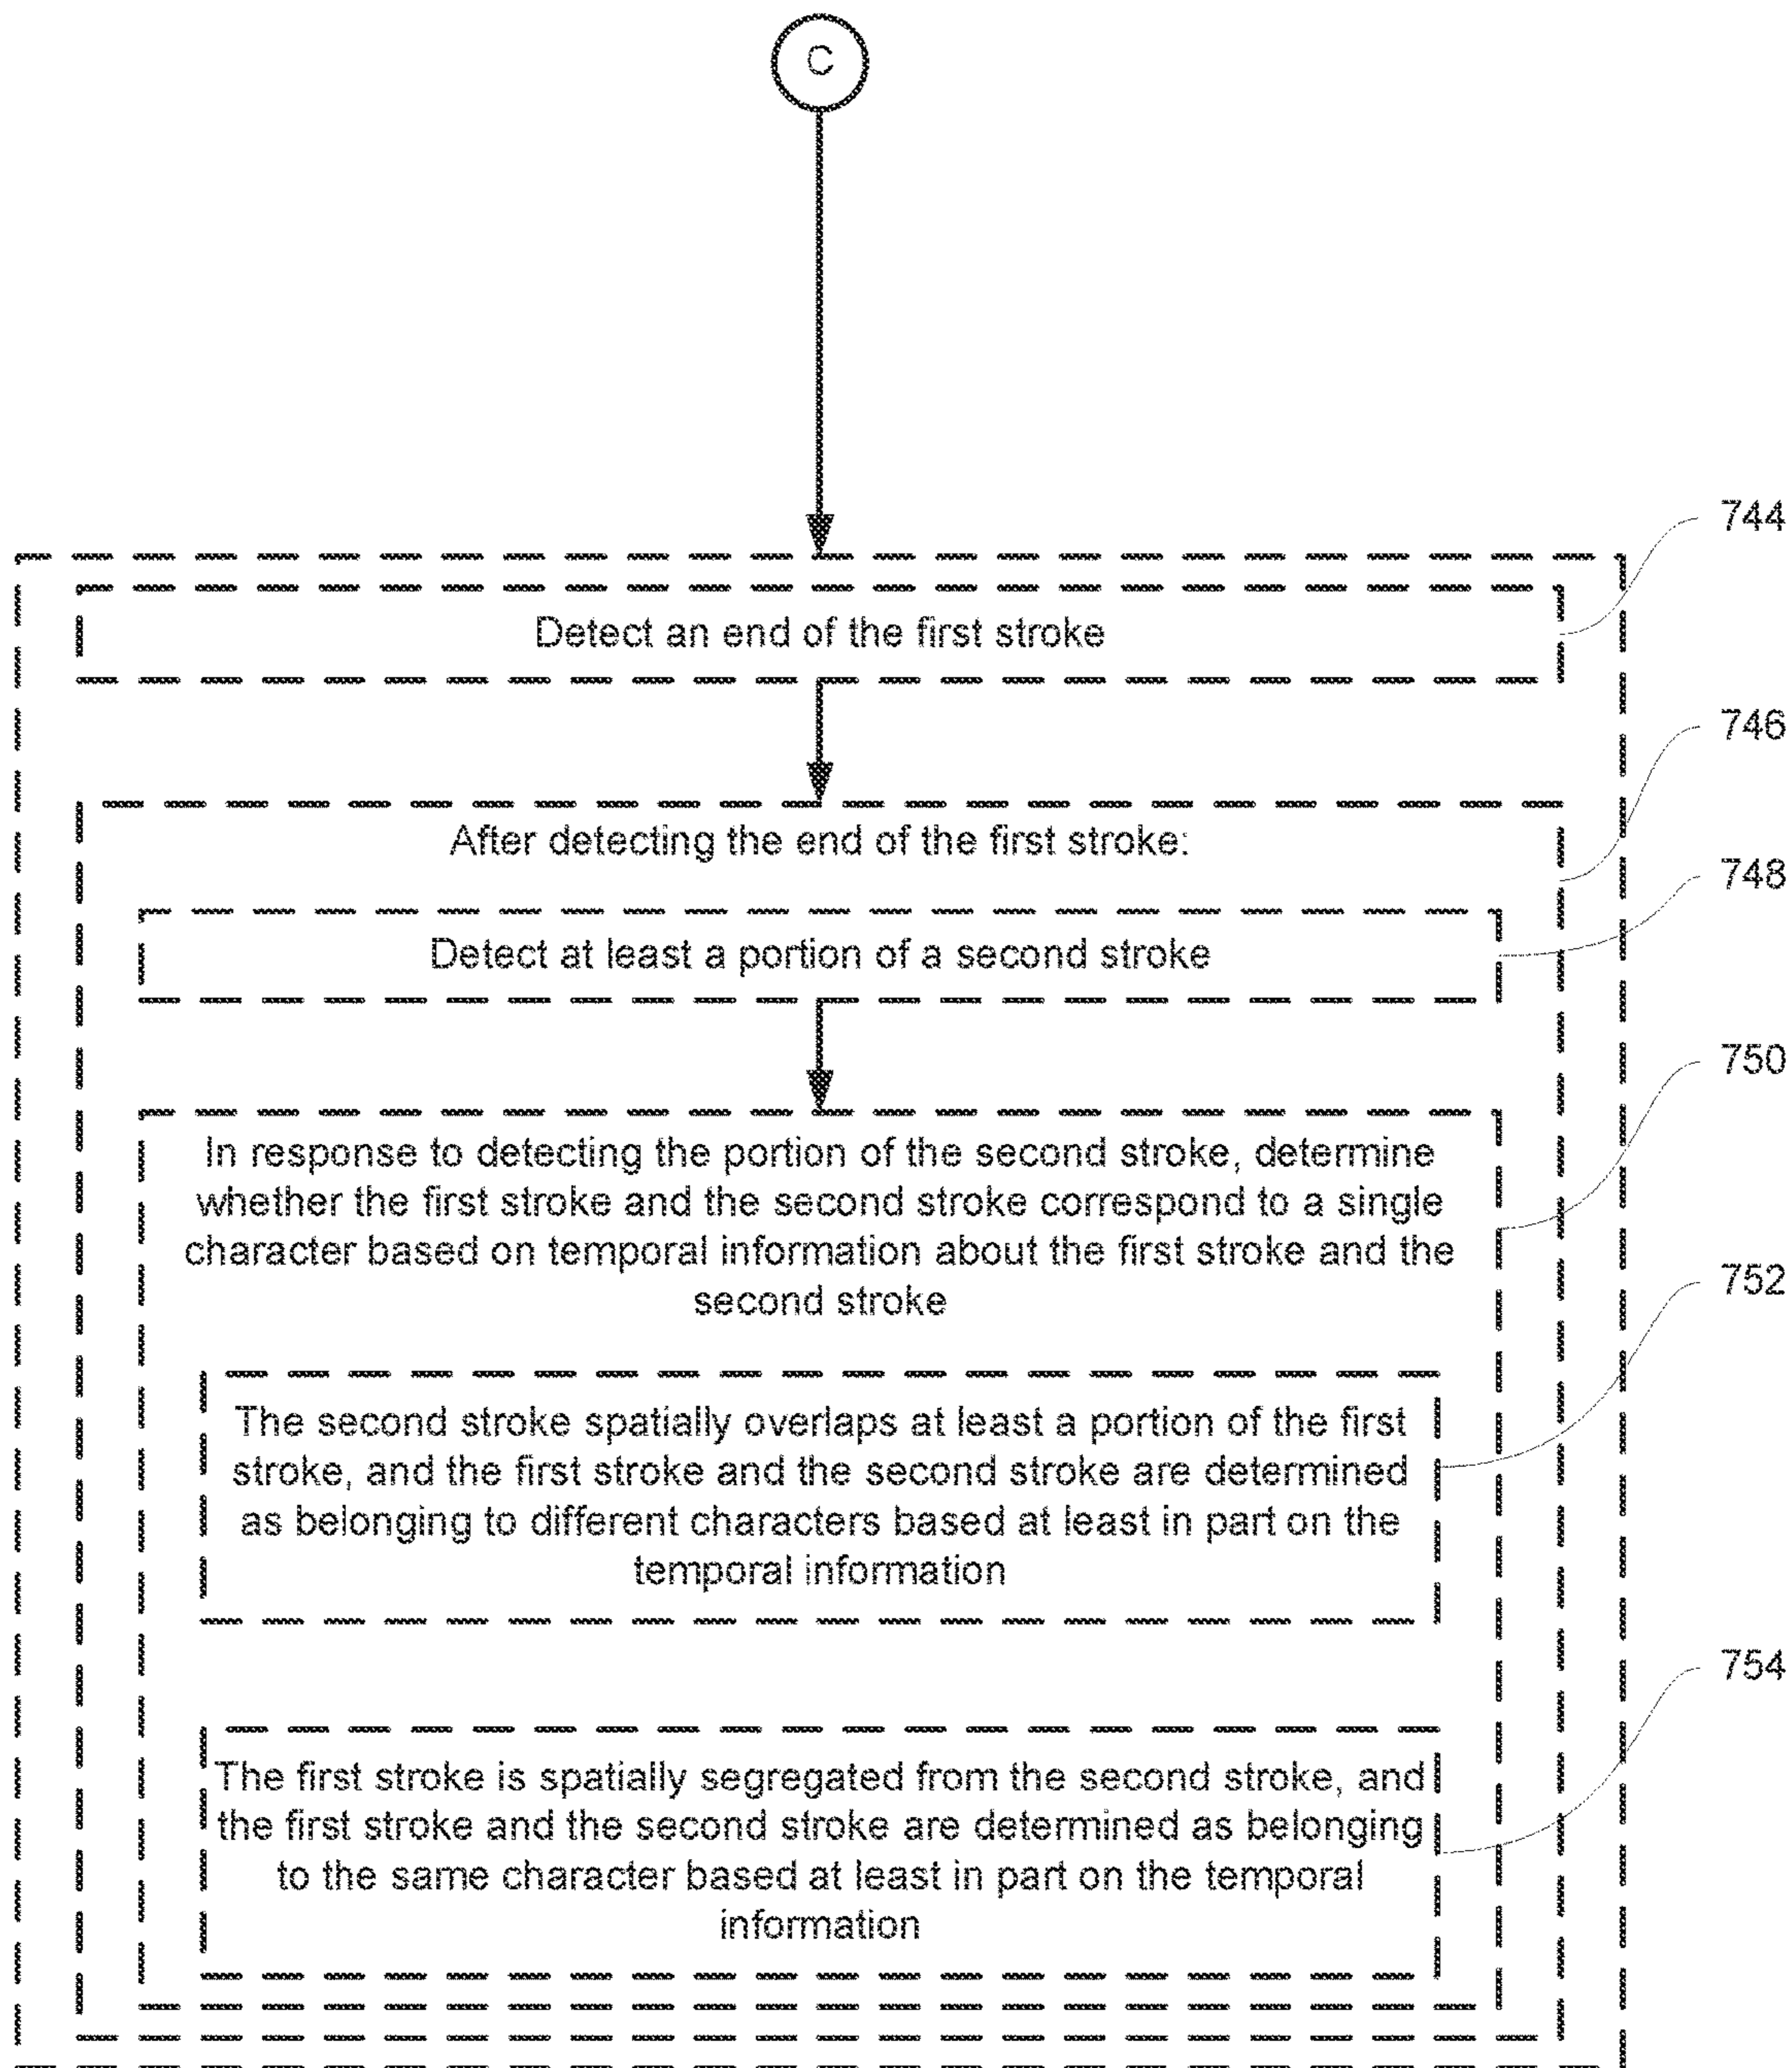 C
744
Detect an end of the first stroke
746
After detecting the end of the first stroke:
748
Detect at least a portion of a second stroke
750
In response to detecting the portion of the second stroke, determine
whether the first stroke and the second stroke correspond to a single
character based on temporal information about the first stroke and the
second stroke
752
The second stroke spatially overlaps at least a portion of the first
stroke, and the first stroke and the second stroke are determined
as belonging to different characters based at least in part on the
temporal information
754
The first stroke is spatially segregated from the second stroke, and
the first stroke and the second stroke are determined as belonging
to the same character based at least in part on the temporal
information